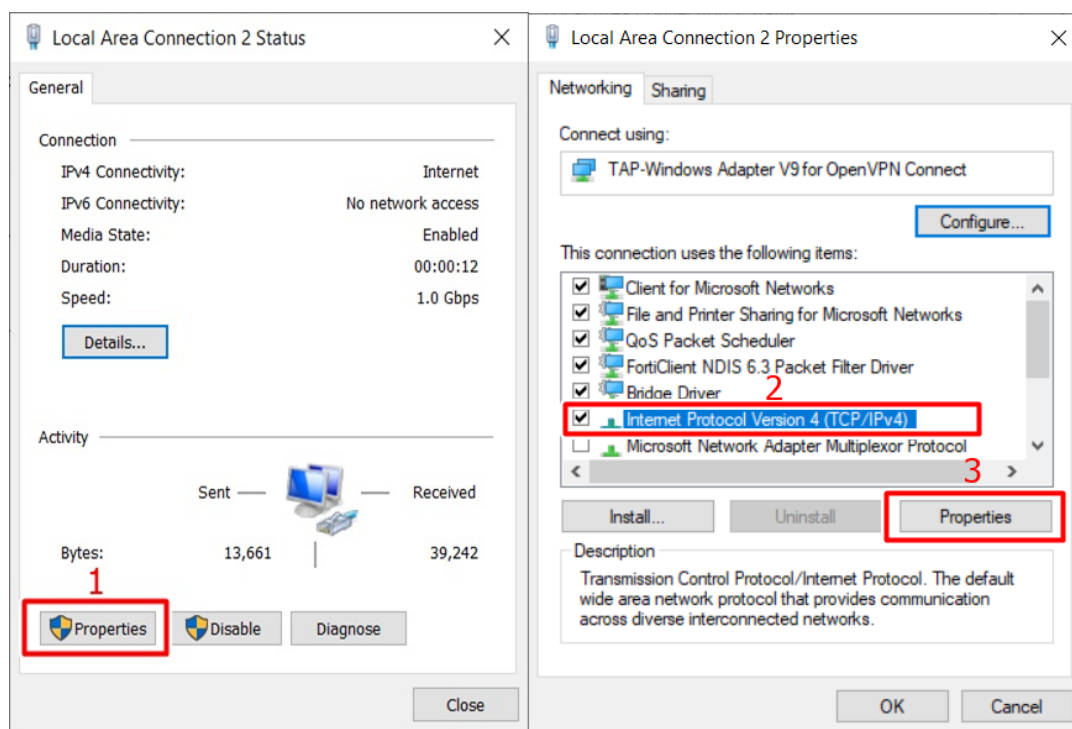 Local Area Connection 2 Status
General
Connection
IPv4 Connectivity: Internet
IPv6 Connectivity: No network access
Media State: Enabled
Duration: 00:00:12
Speed: 1.0 Gbps
Details...
Activity
Sent Received
Bytes: 13,661 39,242
1
Properties Disable Diagnose
Close
Local Area Connection 2 Properties
Networking Sharing
Connect using:
TAP-Windows Adapter V9 for OpenVPN Connect
Configure...
This connection uses the following items:
Client for Microsoft Networks
File and Printer Sharing for Microsoft Networks
QoS Packet Scheduler
FortiClient NDIS 6.3 Packet Filter Driver
Bridge Driver
2
Internet Protocol Version 4 (TCP/IPv4)
Microsoft Network Adapter Multiplexor Protocol
3
Install... Uninstall Properties
Description
Transmission Control Protocol/Internet Protocol. The default
wide area network protocol that provides communication
across diverse interconnected networks.
OK Cancel